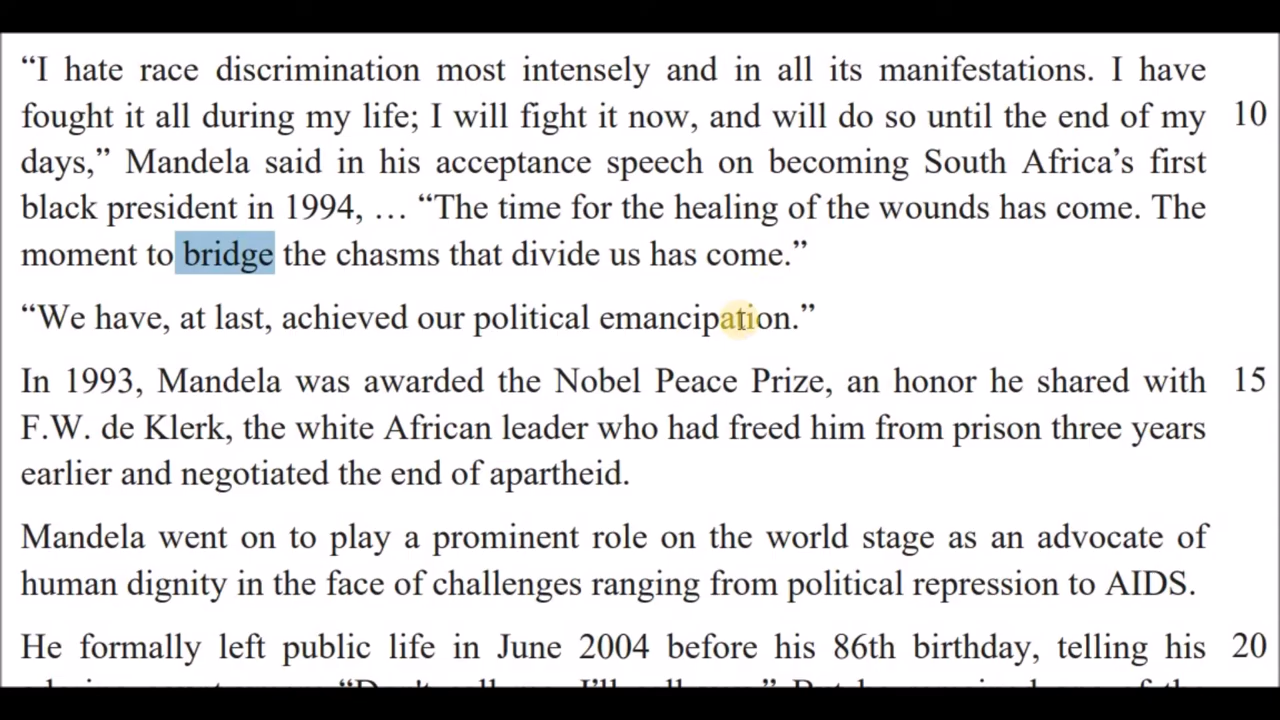 “I hate race discrimination most intensely and in all its manifestations. I have
fought it all during my life; I will fight it now, and will do so until the end of my 10
days,” Mandela said in his acceptance speech on becoming South Africa’s first
black president in 1994, … “The time for the healing of the wounds has come. The
moment to bridge the chasms that divide us has come.”
“We have, at last, achieved our political emancipation.”
In 1993, Mandela was awarded the Nobel Peace Prize, an honor he shared with 15
F.W. de Klerk, the white African leader who had freed him from prison three years
earlier and negotiated the end of apartheid.
Mandela went on to play a prominent role on the world stage as an advocate of
human dignity in the face of challenges ranging from political repression to AIDS.
He formally left public life in June 2004 before his 86th birthday, telling his 20